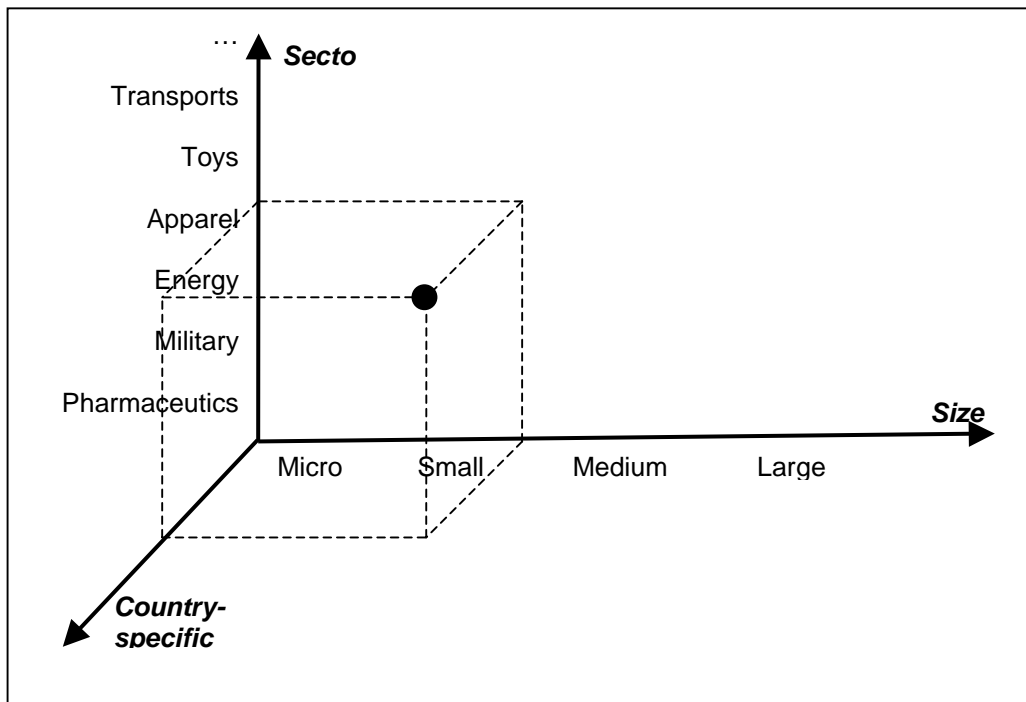 …
Secto
Transports
Toys
Apparel
Energy
Military
Pharmaceutics
Size
Micro
Small
Medium
Large
Country-
specific